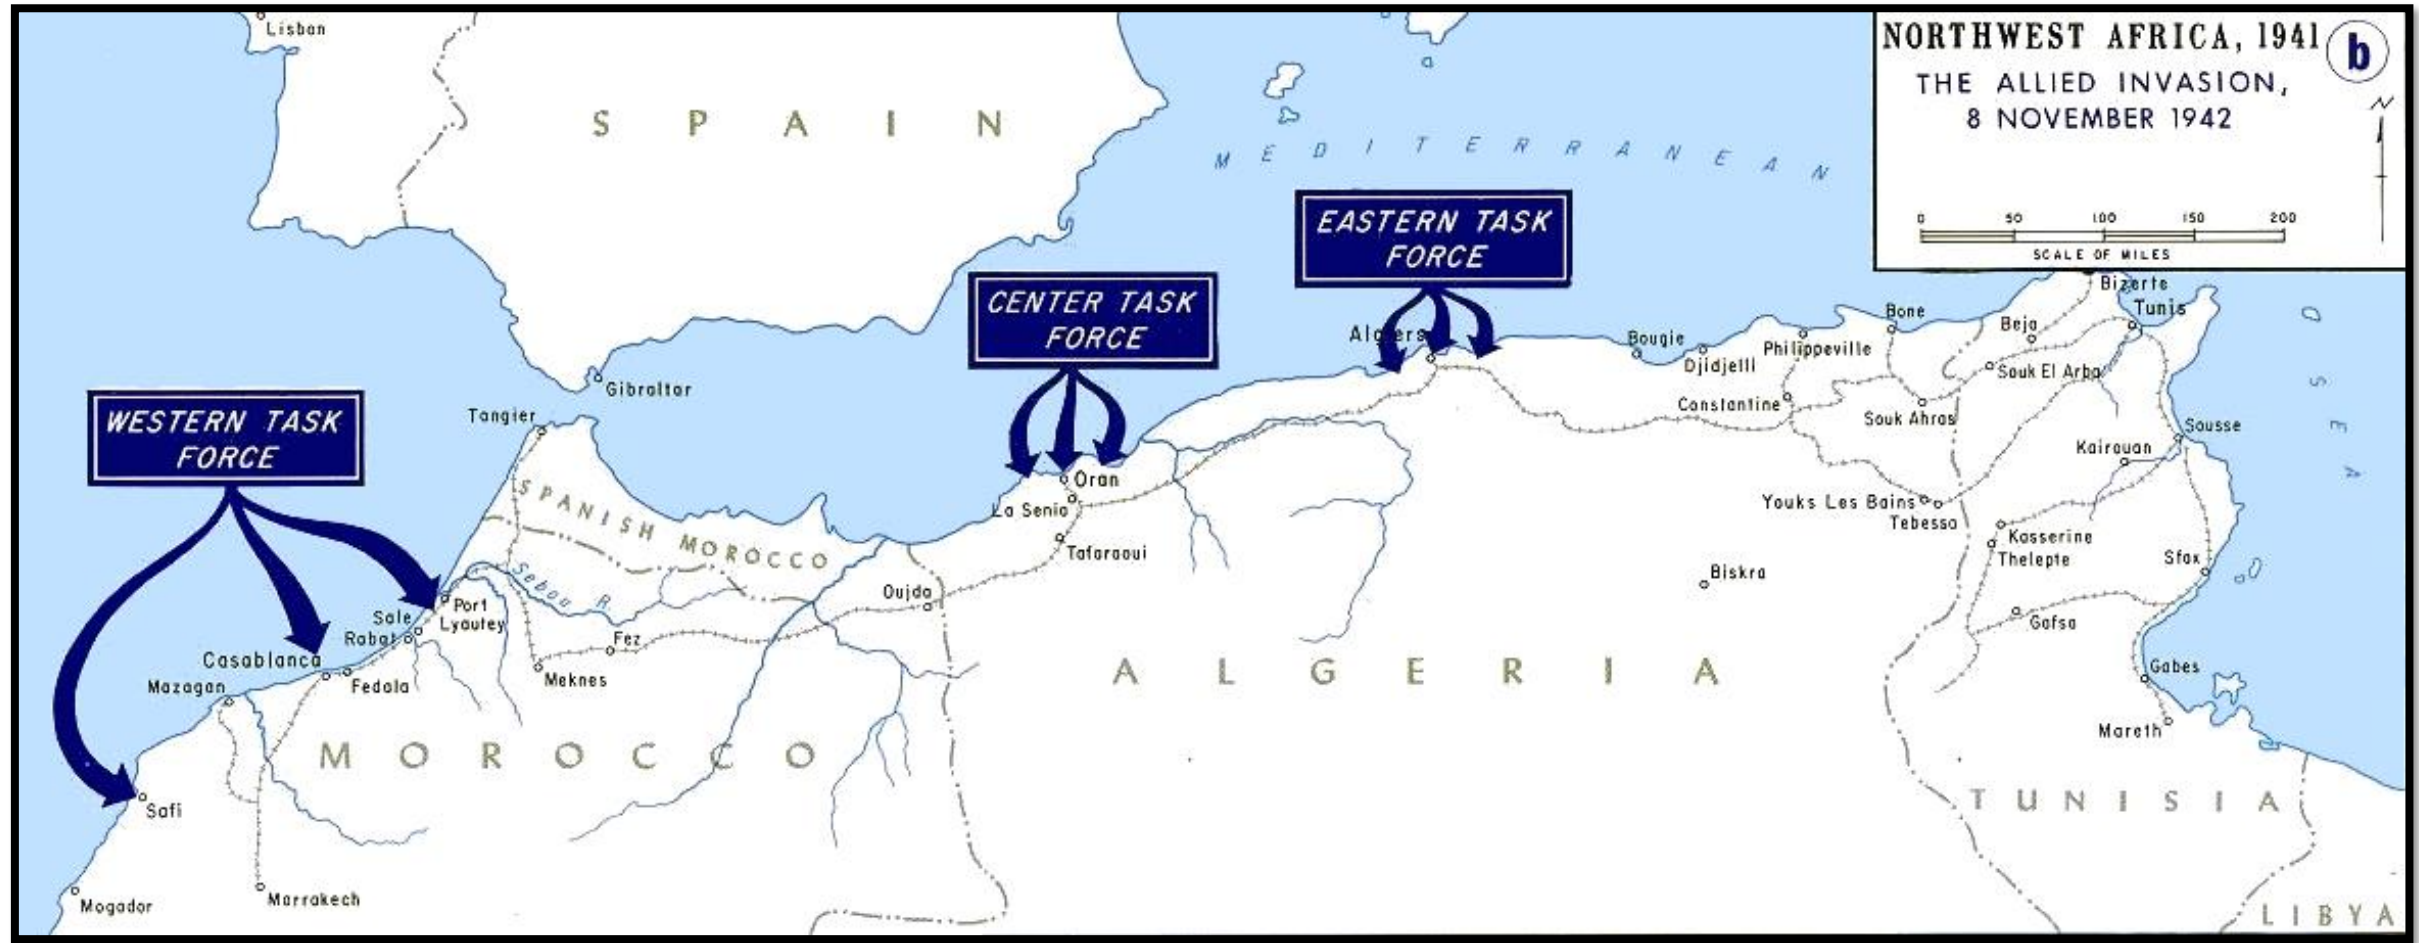 NORTHWEST AFRICA, 1941
b
THE ALLIED INVASION,
8 NOVEMBER 1942
N
0 50 100 150 200
SCALE OF MILES
Lisbon
SPAIN
MEDITERRANEAN
SEA
EASTERN TASK
FORCE
CENTER TASK
FORCE
WESTERN TASK
FORCE
Gibraltar
Tangier
SPANISH MOROCCO
Sebou R
Port
Lyautey
Sale
Rabat
Casablanca
Fedala
Mazagan
Safi
Mogador
Marrakech
Meknes
Fez
Oujda
MOROCCO
Oran
La Senia
Tafaraoui
Algiers
Bougie
Djidjelli
Philippeville
Bone
Constantine
Souk Ahras
Beja
Souk El Arba
Bizerte
Tunis
Sousse
Kairouan
Youks Les Bains
Tebessa
Kasserine
Thelepte
Sfax
Biskra
Gafsa
Gabes
Mareth
ALGERIA
TUNISIA
LIBYA